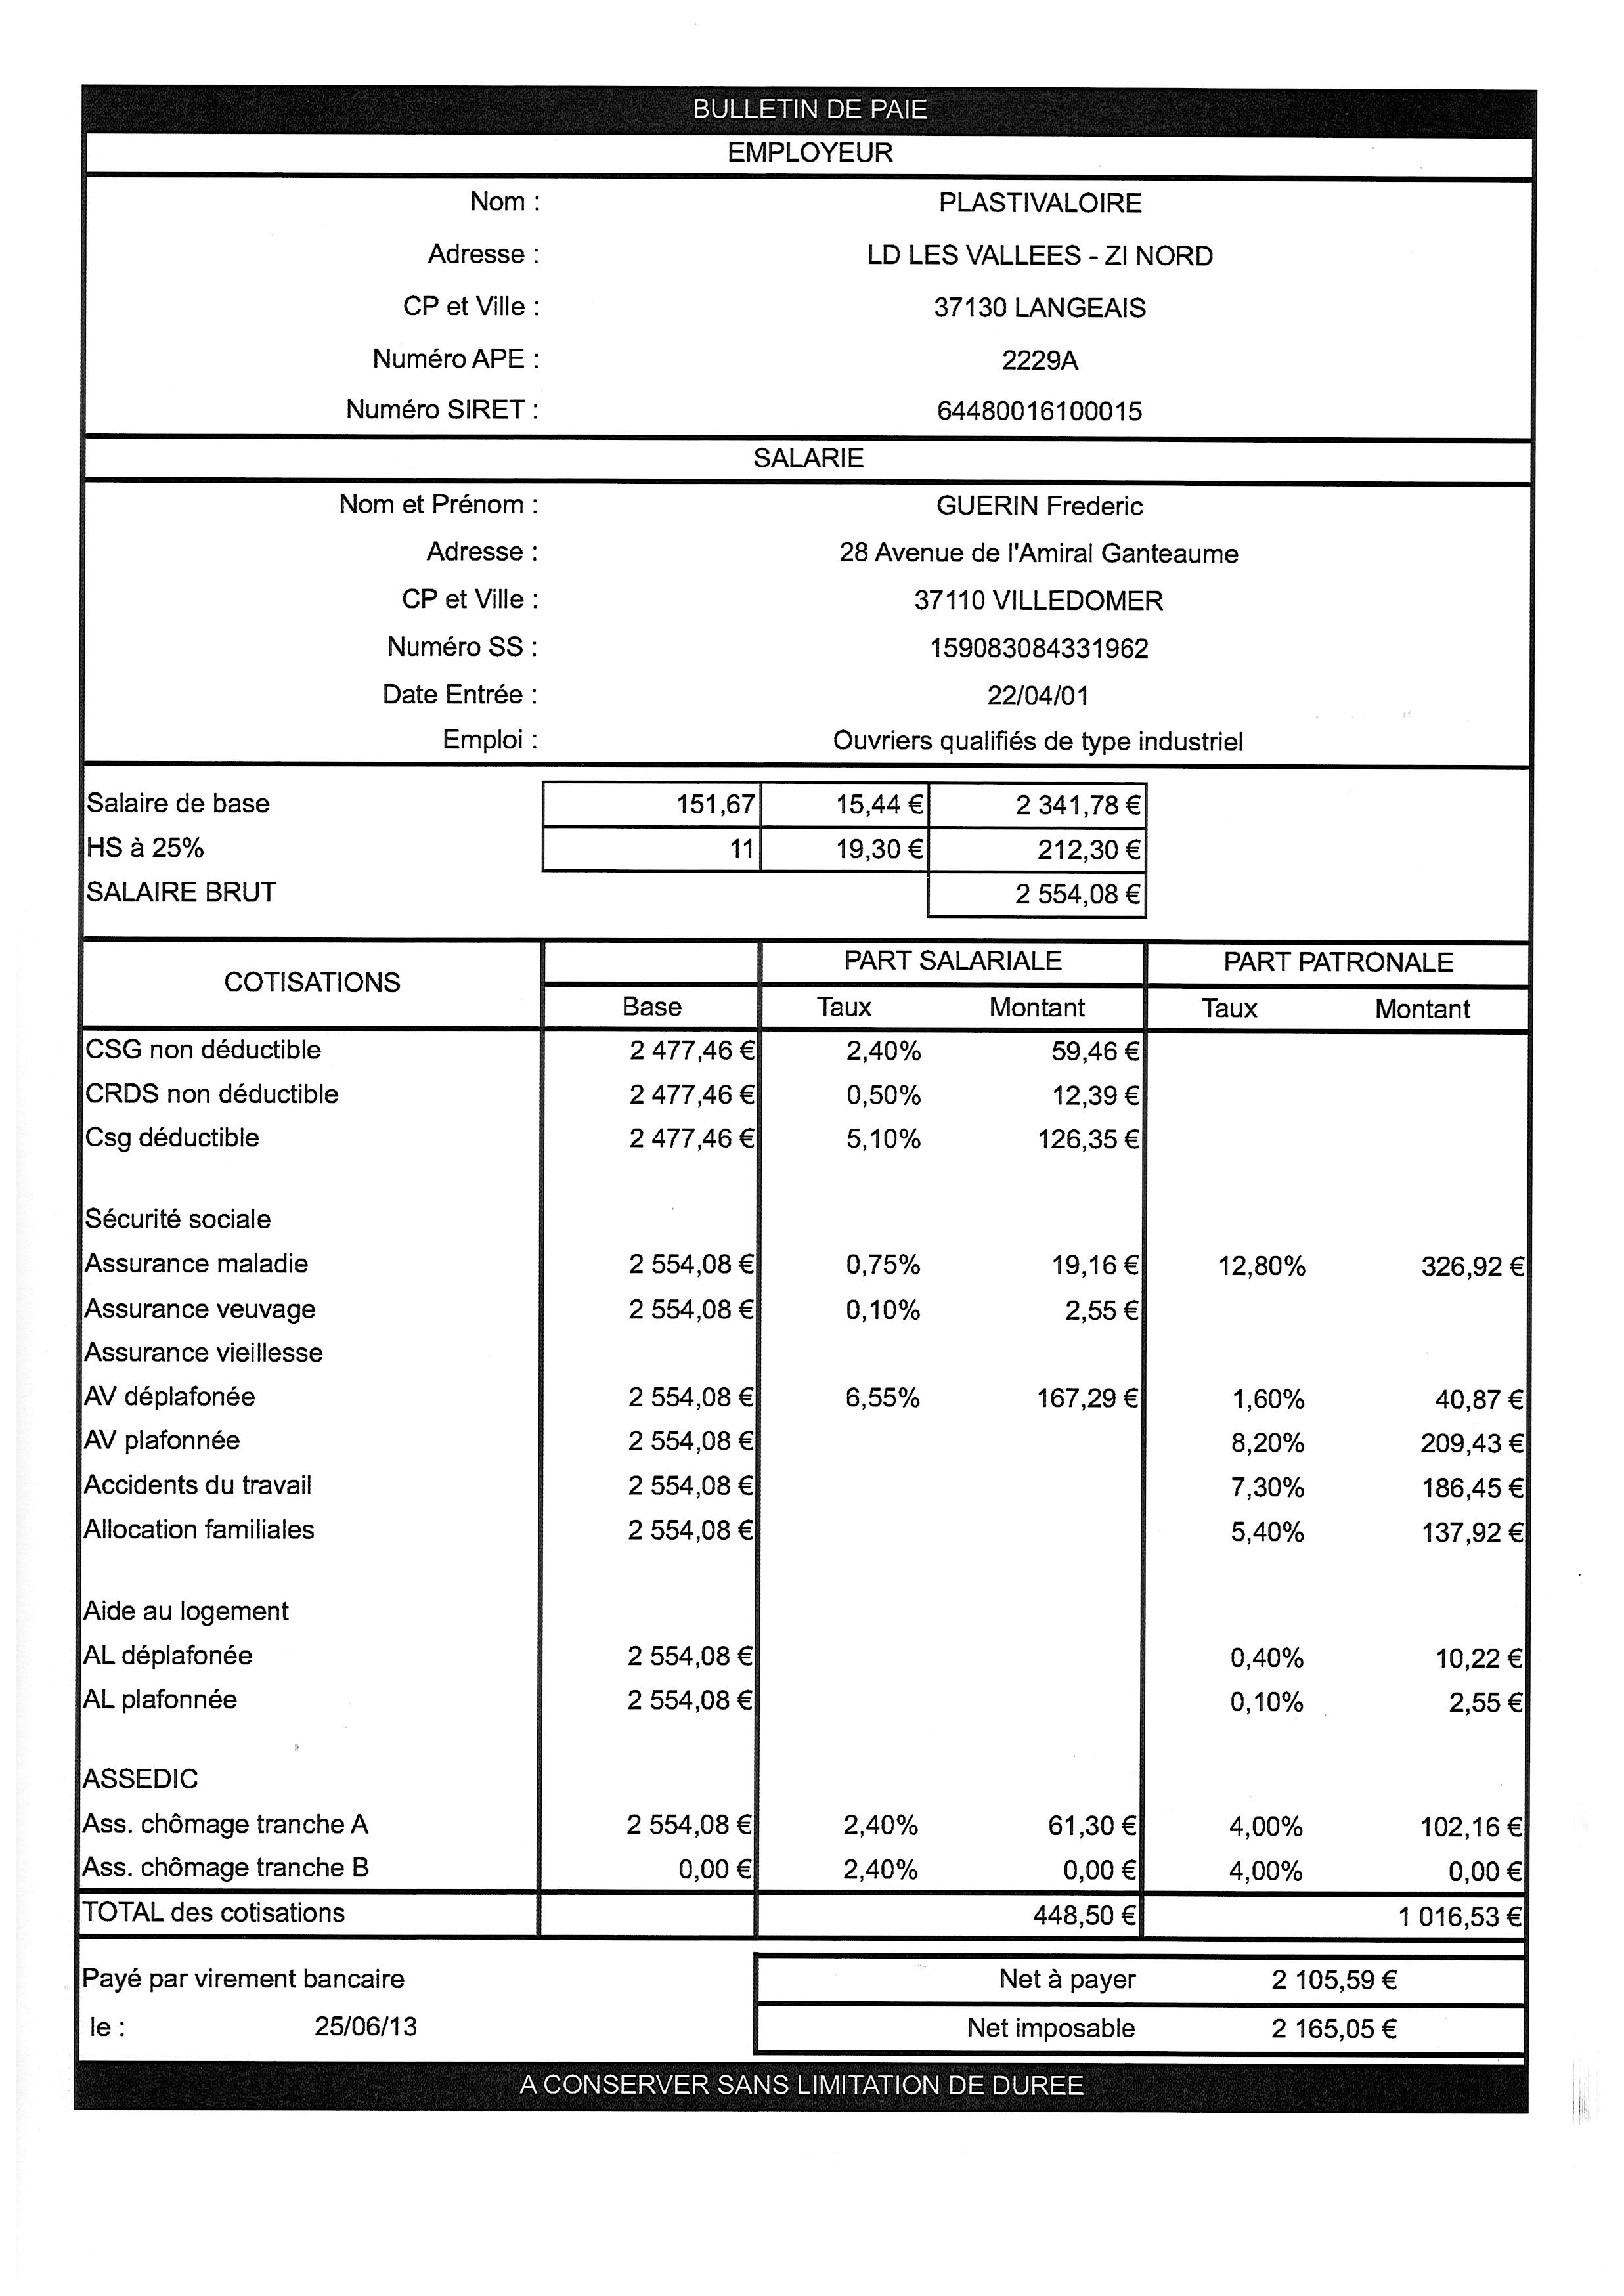 BULLETIN DE PAIE
EMPLOYEUR
Nom : PLASTIVALOIRE
Adresse : LD LES VALLEES - ZI NORD
CP et Ville : 37130 LANGEAIS
Numéro APE : 2229A
Numéro SIRET : 64480016100015
SALARIE
Nom et Prénom : GUERIN Frederic
Adresse : 28 Avenue de l'Amiral Ganteaume
CP et Ville : 37110 VILLEDOMER
Numéro SS : 159083084331962
Date Entrée : 22/04/01
Emploi : Ouvriers qualifiés de type industriel
Salaire de base 151,67 15,44 € 2 341,78 €
HS à 25% 11 19,30 € 212,30 €
SALAIRE BRUT 2 554,08 €
COTISATIONS PART SALARIALE PART PATRONALE
Base Taux Montant Taux Montant
CSG non déductible 2 477,46 € 2,40% 59,46 €
CRDS non déductible 2 477,46 € 0,50% 12,39 €
Csg déductible 2 477,46 € 5,10% 126,35 €
Sécurité sociale
Assurance maladie 2 554,08 € 0,75% 19,16 € 12,80% 326,92 €
Assurance veuvage 2 554,08 € 0,10% 2,55 €
Assurance vieillesse
AV déplafonée 2 554,08 € 6,55% 167,29 € 1,60% 40,87 €
AV plafonnée 2 554,08 € 8,20% 209,43 €
Accidents du travail 2 554,08 € 7,30% 186,45 €
Allocation familiales 2 554,08 € 5,40% 137,92 €
Aide au logement
AL déplafonée 2 554,08 € 0,40% 10,22 €
AL plafonnée 2 554,08 € 0,10% 2,55 €
ASSEDIC
Ass. chômage tranche A 2 554,08 € 2,40% 61,30 € 4,00% 102,16 €
Ass. chômage tranche B 0,00 € 2,40% 0,00 € 4,00% 0,00 €
TOTAL des cotisations 448,50 € 1 016,53 €
Payé par virement bancaire Net à payer 2 105,59 €
le : 25/06/13 Net imposable 2 165,05 €
A CONSERVER SANS LIMITATION DE DUREE